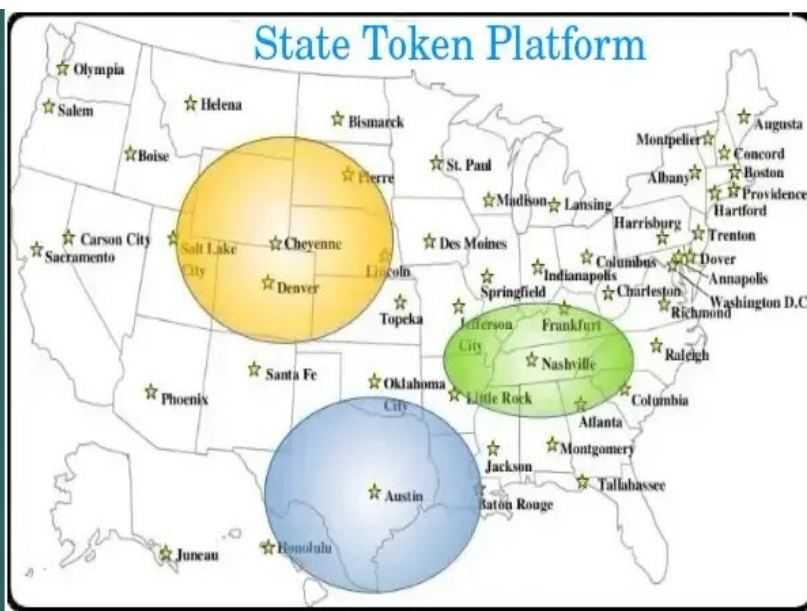 State Token Platform
Olympia
Salem
Helena
Bismarck
Boise
Pierre
St. Paul
Madison
Lansing
Augusta
Montpelier
Concord
Albany
Boston
Providence
Hartford
Harrisburg
Trenton
Carson City
Sacramento
Salt Lake
City
Cheyenne
Denver
Lincoln
Des Moines
Springfield
Indianapolis
Columbus
Charleston
Dover
Annapolis
Washington D.C
Richmond
Topeka
Jefferson
City
Frankfurt
Nashville
Raleigh
Phoenix
Santa Fe
Oklahoma
City
Little Rock
Columbia
Atlanta
Jackson
Montgomery
Austin
Baton Rouge
Tallahassee
Juneau
Honolulu